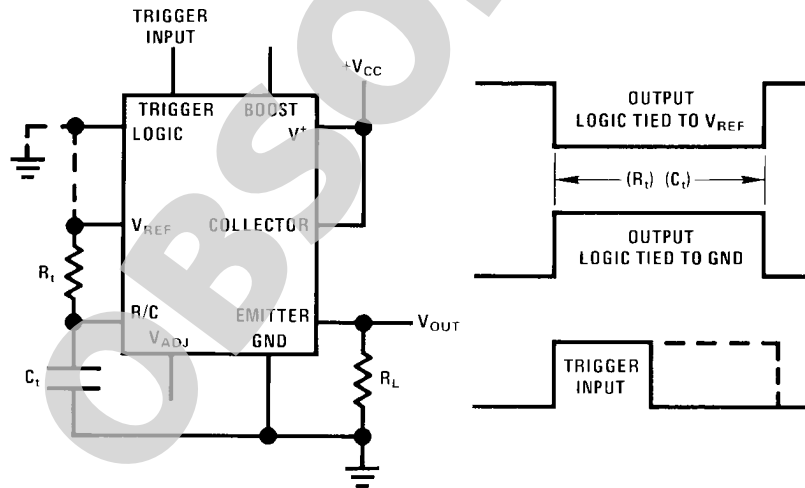 TRIGGER
INPUT
+VCC
TRIGGER
BOOST
LOGIC
V+
VREF
COLLECTOR
Rt
R/C
EMITTER
VADJ
GND
VOUT
Ct
RL
OUTPUT
LOGIC TIED TO VREF
(Rt) (Ct)
OUTPUT
LOGIC TIED TO GND
TRIGGER
INPUT
OBSO